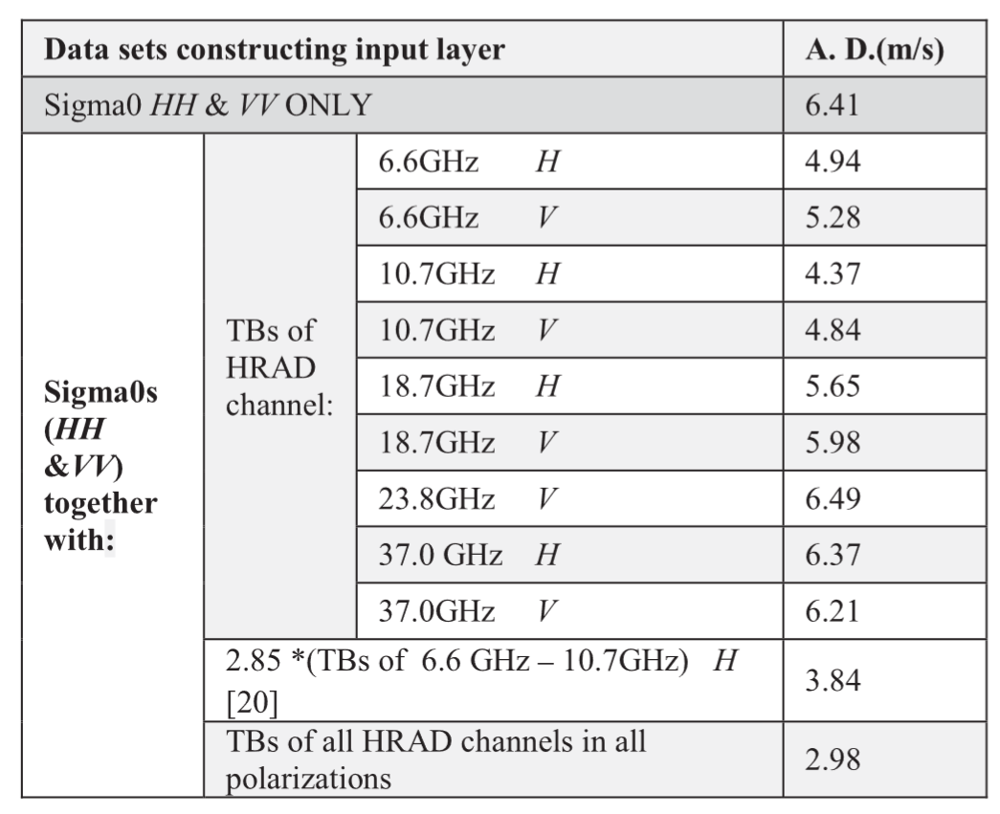 Data sets constructing input layer A. D.(m/s)
Sigma0 HH & VV ONLY 6.41
Sigma0s
(HH
&VV)
together
with:
TBs of
HRAD
channel:
6.6GHz H 4.94
6.6GHz V 5.28
10.7GHz H 4.37
10.7GHz V 4.84
18.7GHz H 5.65
18.7GHz V 5.98
23.8GHz V 6.49
37.0 GHz H 6.37
37.0GHz V 6.21
2.85 *(TBs of 6.6 GHz – 10.7GHz) H
[20]
3.84
TBs of all HRAD channels in all
polarizations
2.98